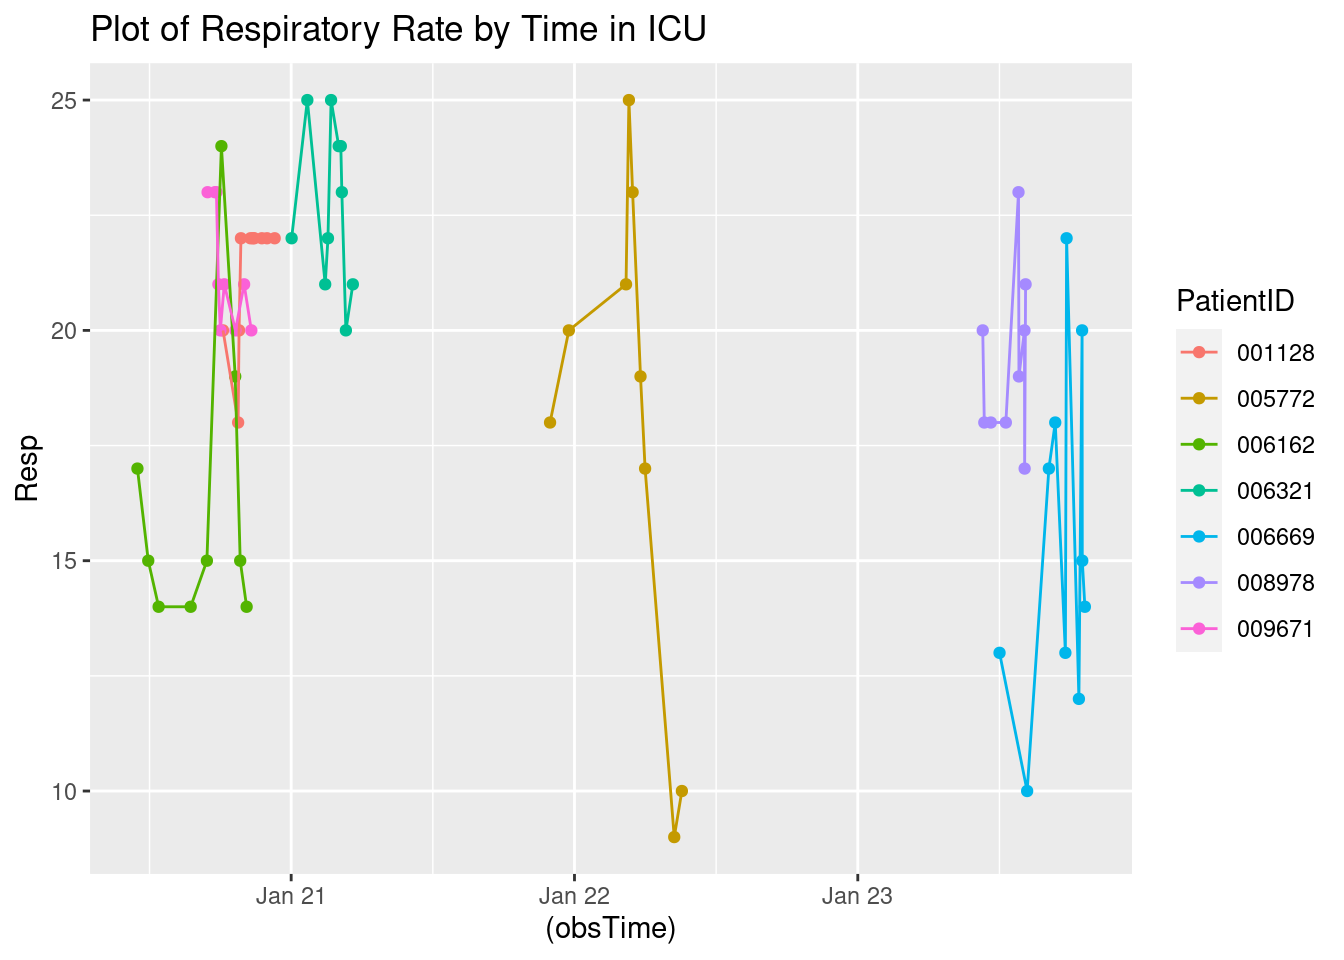 Plot of Respiratory Rate by Time in ICU
25
20
15
10
Resp
Jan 21
Jan 22
Jan 23
(obsTime)
PatientID
001128
005772
006162
006321
006669
008978
009671